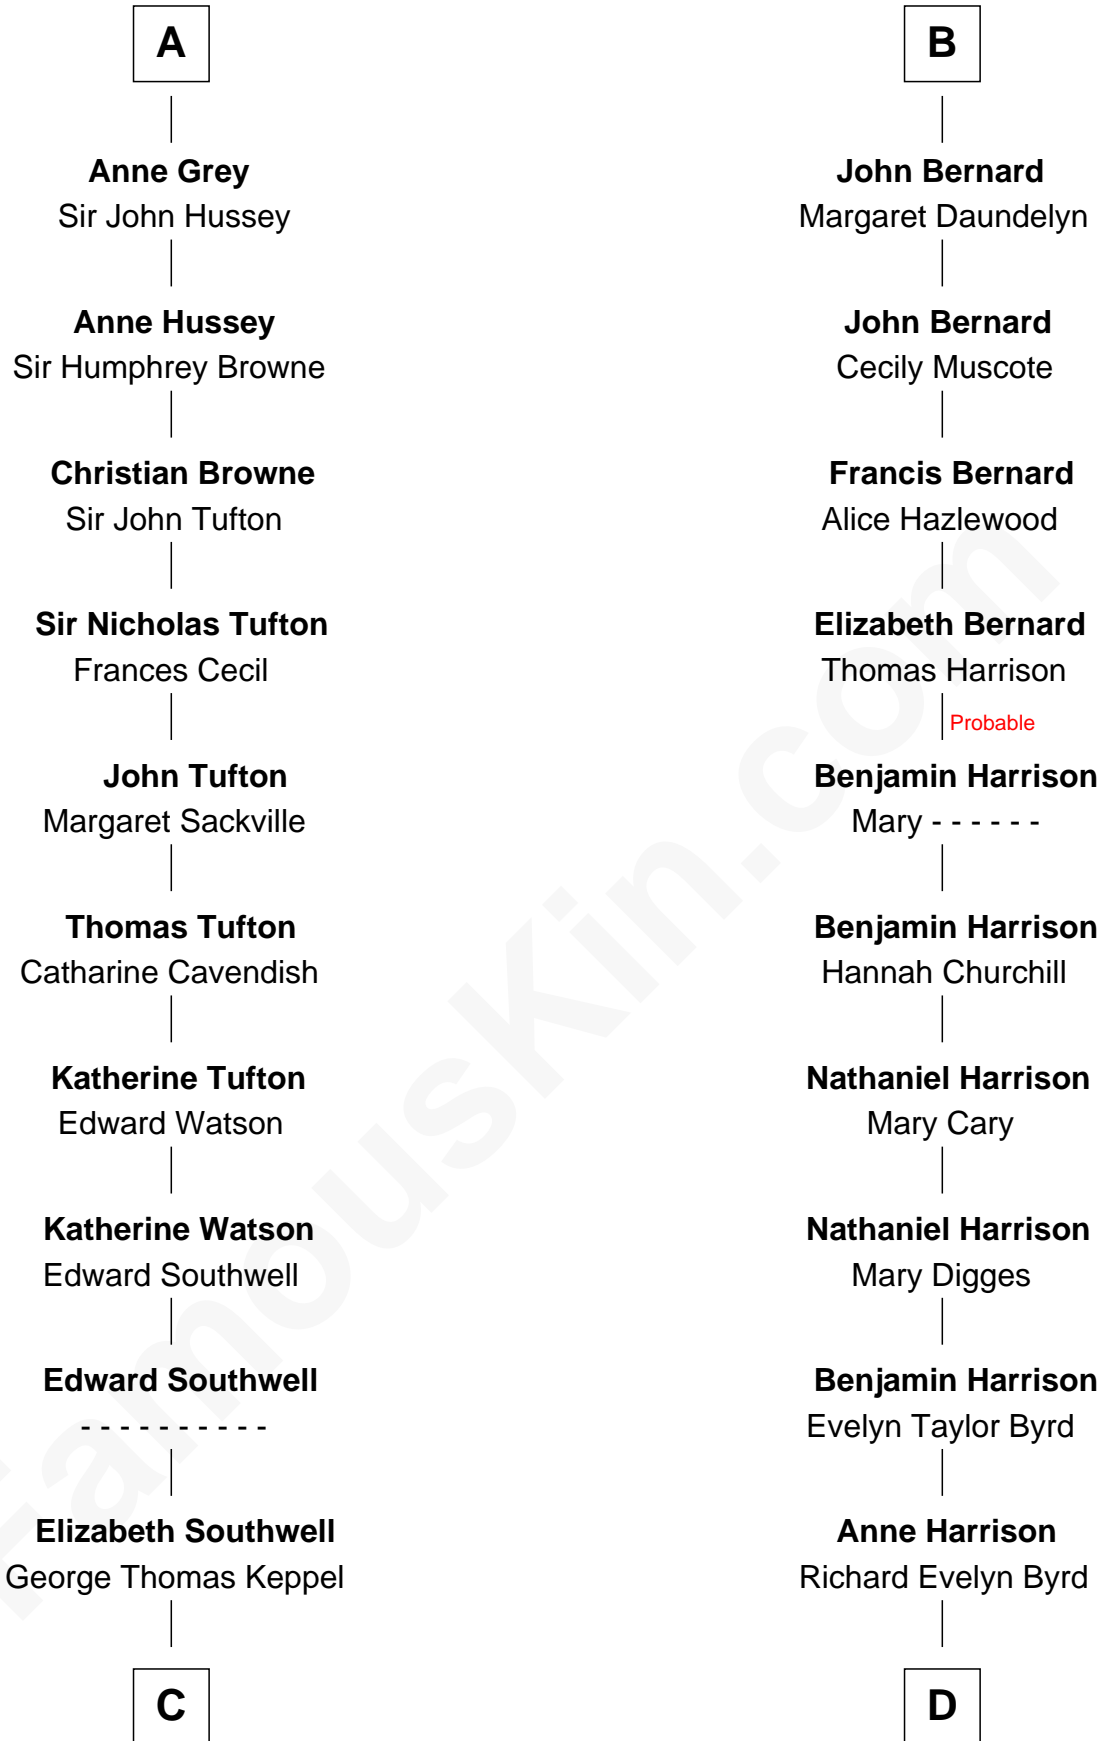 A
Anne Grey
Sir John Hussey
Anne Hussey
Sir Humphrey Browne
Christian Browne
Sir John Tufton
Sir Nicholas Tufton
Frances Cecil
John Tufton
Margaret Sackville
Thomas Tufton
Catharine Cavendish
Katherine Tufton
Edward Watson
Katherine Watson
Edward Southwell
Edward Southwell
- - - - - - - - - -
Elizabeth Southwell
George Thomas Keppel
C
B
John Bernard
Margaret Daundelyn
John Bernard
Cecily Muscote
Francis Bernard
Alice Hazlewood
Elizabeth Bernard
Thomas Harrison
Probable
Benjamin Harrison
Mary - - - - - -
Benjamin Harrison
Hannah Churchill
Nathaniel Harrison
Mary Cary
Nathaniel Harrison
Mary Digges
Benjamin Harrison
Evelyn Taylor Byrd
Anne Harrison
Richard Evelyn Byrd
D
FamousKin.com